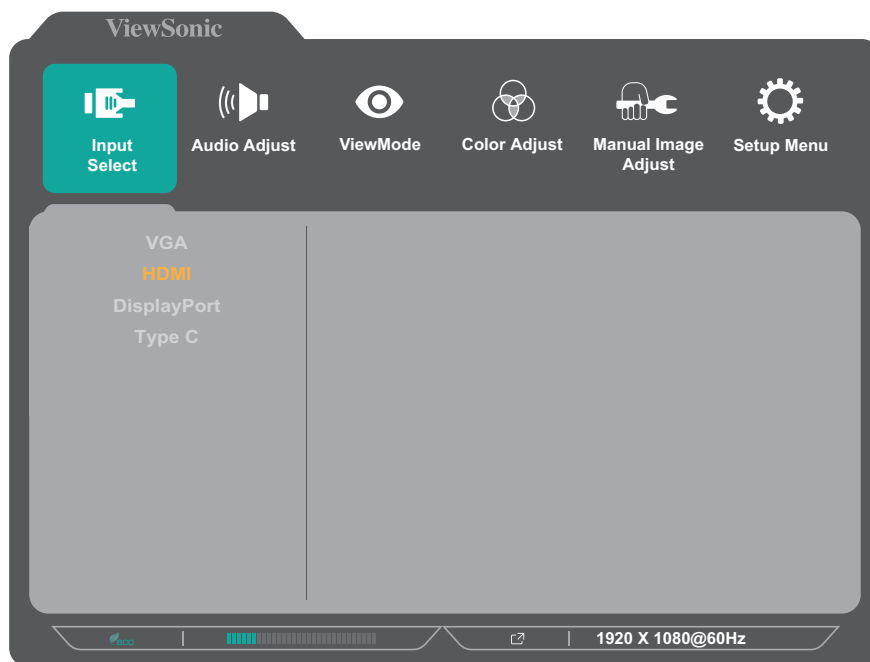 ViewSonic
Input
Select
Audio Adjust
ViewMode
Color Adjust
Manual Image
Adjust
Setup Menu
VGA
HDMI
DisplayPort
Type C
eco
1920 X 1080@60Hz